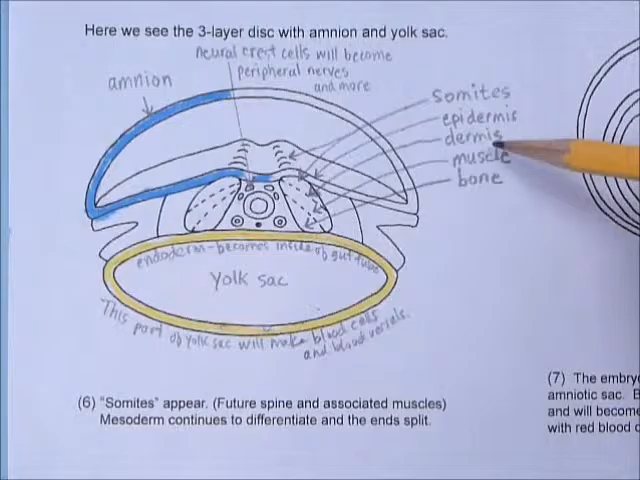 Here we see the 3-layer disc with amnion and yolk sac.
neural crest cells will become
peripheral nerves
and more
amnion
somites
epidermis
dermis
muscle
bone
endoderm-becomes inside of gut tube
Yolk sac
This part of yolk sac will make blood cells
and blood vessels.
(6) "Somites" appear. (Future spine and associated muscles)
Mesoderm continues to differentiate and the ends split.
(7) The embry
amniotic sac. B
and will become
with red blood c